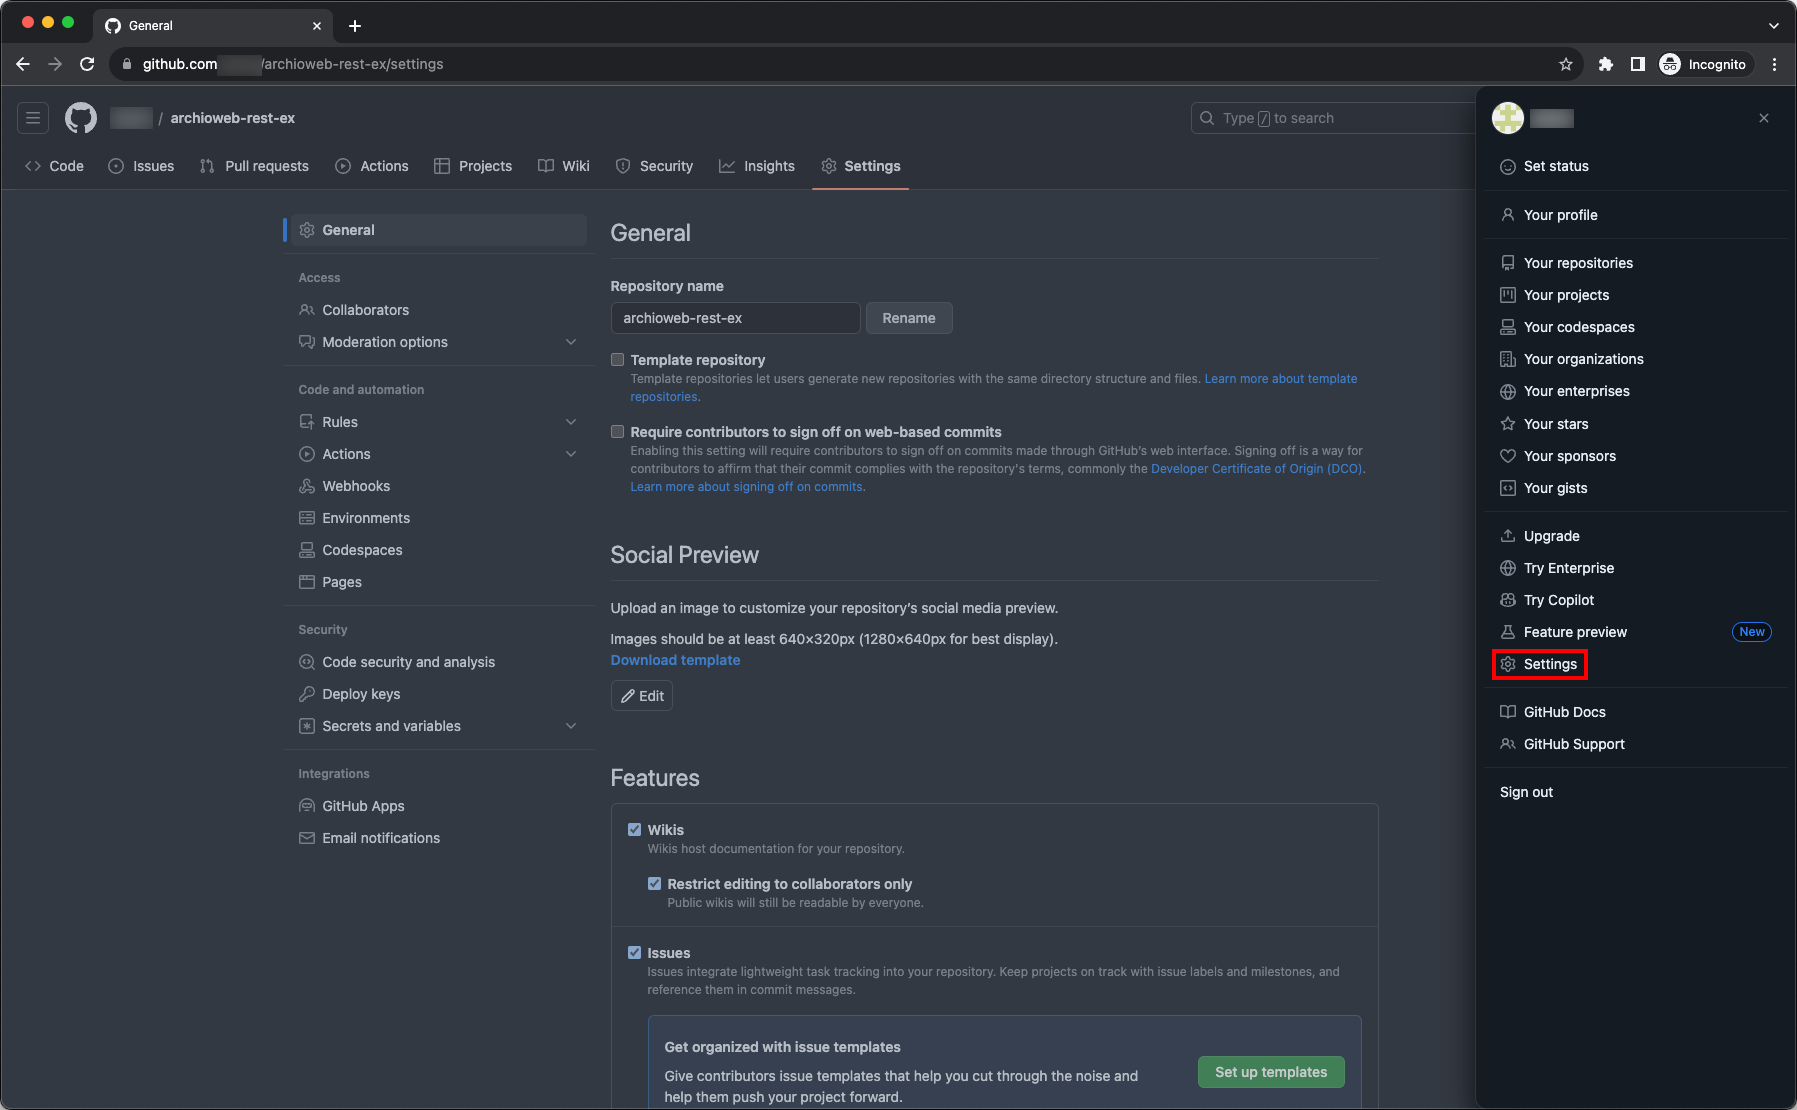 General
github.com /archioweb-rest-ex/settings
Incognito
/ archioweb-rest-ex
Type / to search
Code Issues Pull requests Actions Projects Wiki Security Insights Settings
General
Access
Collaborators
Moderation options
Code and automation
Rules
Actions
Webhooks
Environments
Codespaces
Pages
Security
Code security and analysis
Deploy keys
Secrets and variables
Integrations
GitHub Apps
Email notifications
General
Repository name
archioweb-rest-ex Rename
Template repository
Template repositories let users generate new repositories with the same directory structure and files. Learn more about template
repositories.
Require contributors to sign off on web-based commits
Enabling this setting will require contributors to sign off on commits made through GitHub's web interface. Signing off is a way for
contributors to affirm that their commit complies with the repository's terms, commonly the Developer Certificate of Origin (DCO).
Learn more about signing off on commits.
Social Preview
Upload an image to customize your repository's social media preview.
Images should be at least 640×320px (1280×640px for best display).
Download template
Edit
Features
Wikis
Wikis host documentation for your repository.
Restrict editing to collaborators only
Public wikis will still be readable by everyone.
Issues
Issues integrate lightweight task tracking into your repository. Keep projects on track with issue labels and milestones, and
reference them in commit messages.
Get organized with issue templates
Give contributors issue templates that help you cut through the noise and
help them push your project forward.
Set up templates
Set status
Your profile
Your repositories
Your projects
Your codespaces
Your organizations
Your enterprises
Your stars
Your sponsors
Your gists
Upgrade
Try Enterprise
Try Copilot
Feature preview New
Settings
GitHub Docs
GitHub Support
Sign out